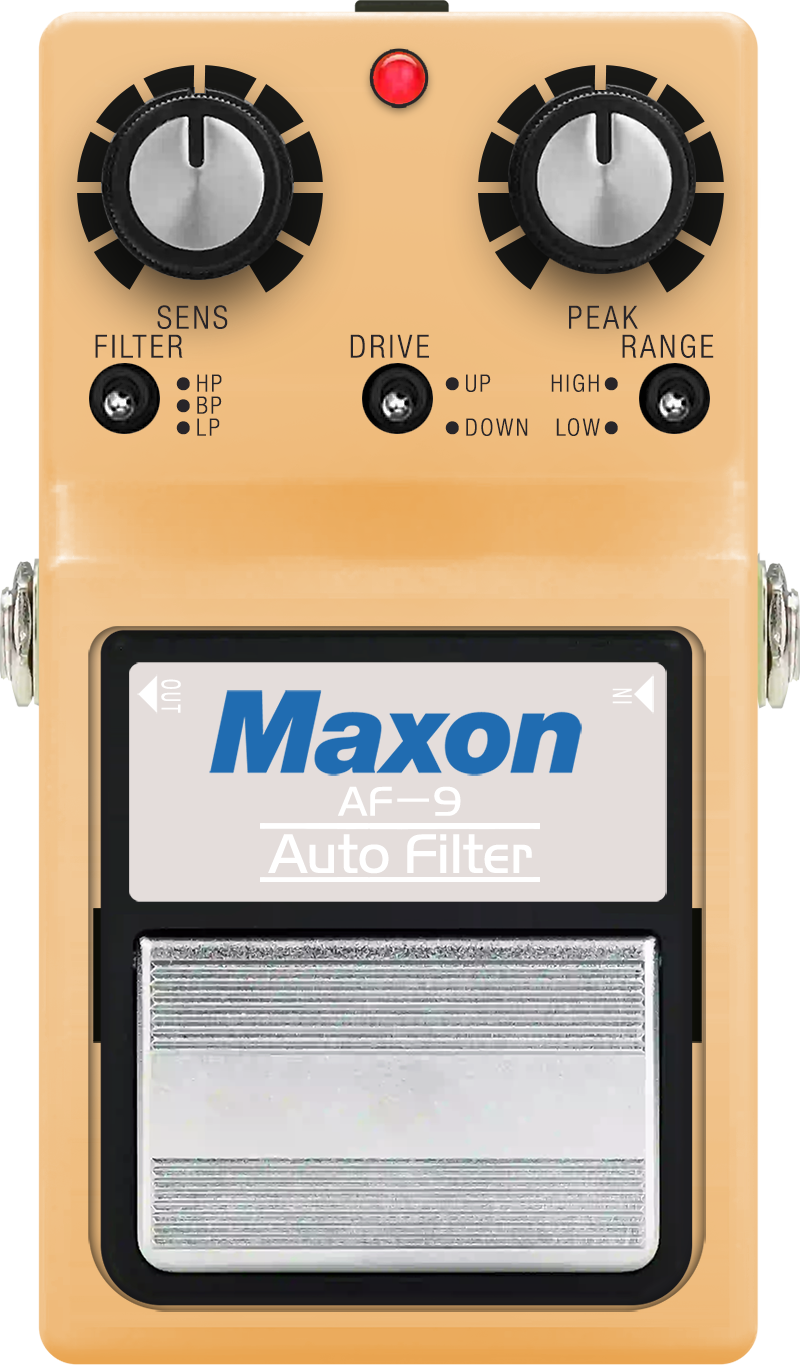 SENS
PEAK
FILTER
DRIVE
RANGE
HP
BP
LP
UP
DOWN
HIGH
LOW
OUT
IN
Maxon
AF-9
Auto Filter